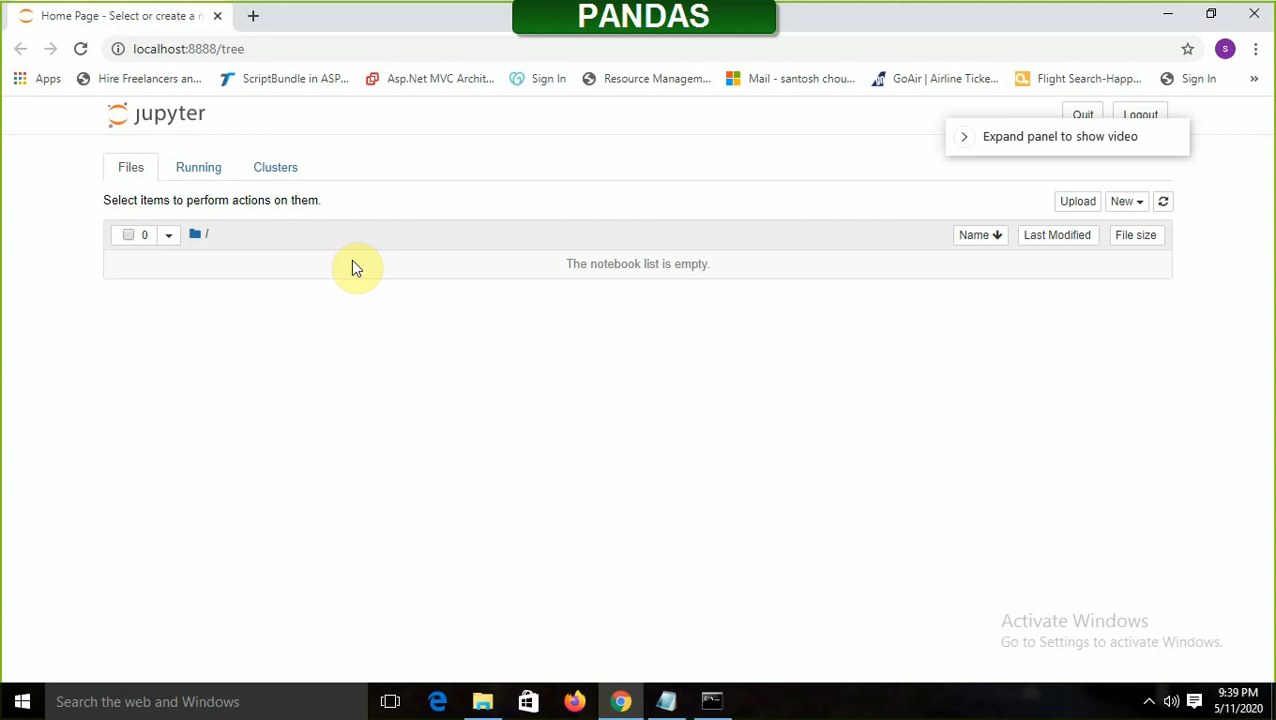 PANDAS
Home Page - Select or create a n
localhost:8888/tree
s
Apps
Hire Freelancers an...
ScriptBundle in ASP...
Asp.Net MVC Archit...
Sign In
Resource Managem...
Mail - santosh chou...
GoAir | Airline Ticke...
Flight Search-Happ...
Sign In
»
jupyter
Quit
Logout
Expand panel to show video
Files
Running
Clusters
Select items to perform actions on them.
Upload
New
0
/
Name
Last Modified
File size
The notebook list is empty.
Activate Windows
Go to Settings to activate Windows.
Search the web and Windows
9:39 PM
5/11/2020